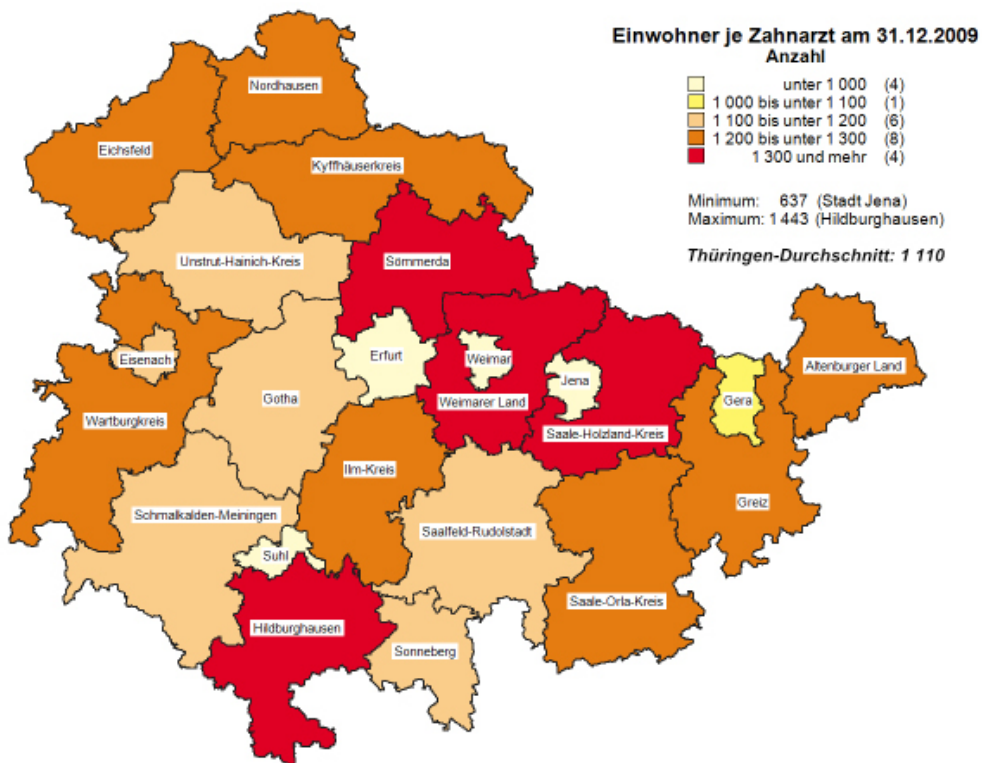 Einwohner je Zahnarzt am 31.12.2009
Anzahl
unter 1 000 (4)
1 000 bis unter 1 100 (1)
1 100 bis unter 1 200 (6)
1 200 bis unter 1 300 (8)
1 300 und mehr (4)
Minimum: 637 (Stadt Jena)
Maximum: 1 443 (Hildburghausen)
Thüringen-Durchschnitt: 1 110
Nordhausen
Eichsfeld
Kyffhäuserkreis
Unstrut-Hainich-Kreis
Sömmerda
Eisenach
Erfurt
Weimar
Jena
Altenburger Land
Gotha
Weimarer Land
Gera
Wartburgkreis
Saale-Holzland-Kreis
Ilm-Kreis
Greiz
Schmalkalden-Meiningen
Saalfeld-Rudolstadt
Suhl
Saale-Orla-Kreis
Hildburghausen
Sonneberg